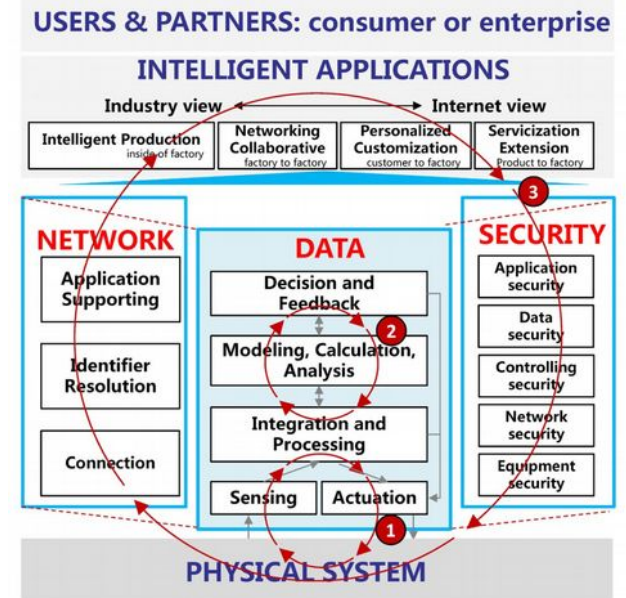 USERS & PARTNERS: consumer or enterprise
INTELLIGENT APPLICATIONS
Industry view
Internet view
Intelligent Production
inside of factory
Networking
Collaborative
factory to factory
Personalized
Customization
customer to factory
Servicization
Extension
Product to factory
3
NETWORK
Application
Supporting
Identifier
Resolution
Connection
DATA
Decision and
Feedback
2
Modeling, Calculation,
Analysis
Integration and
Processing
Sensing
Actuation
1
SECURITY
Application
security
Data
security
Controlling
security
Network
security
Equipment
security
PHYSICAL SYSTEM